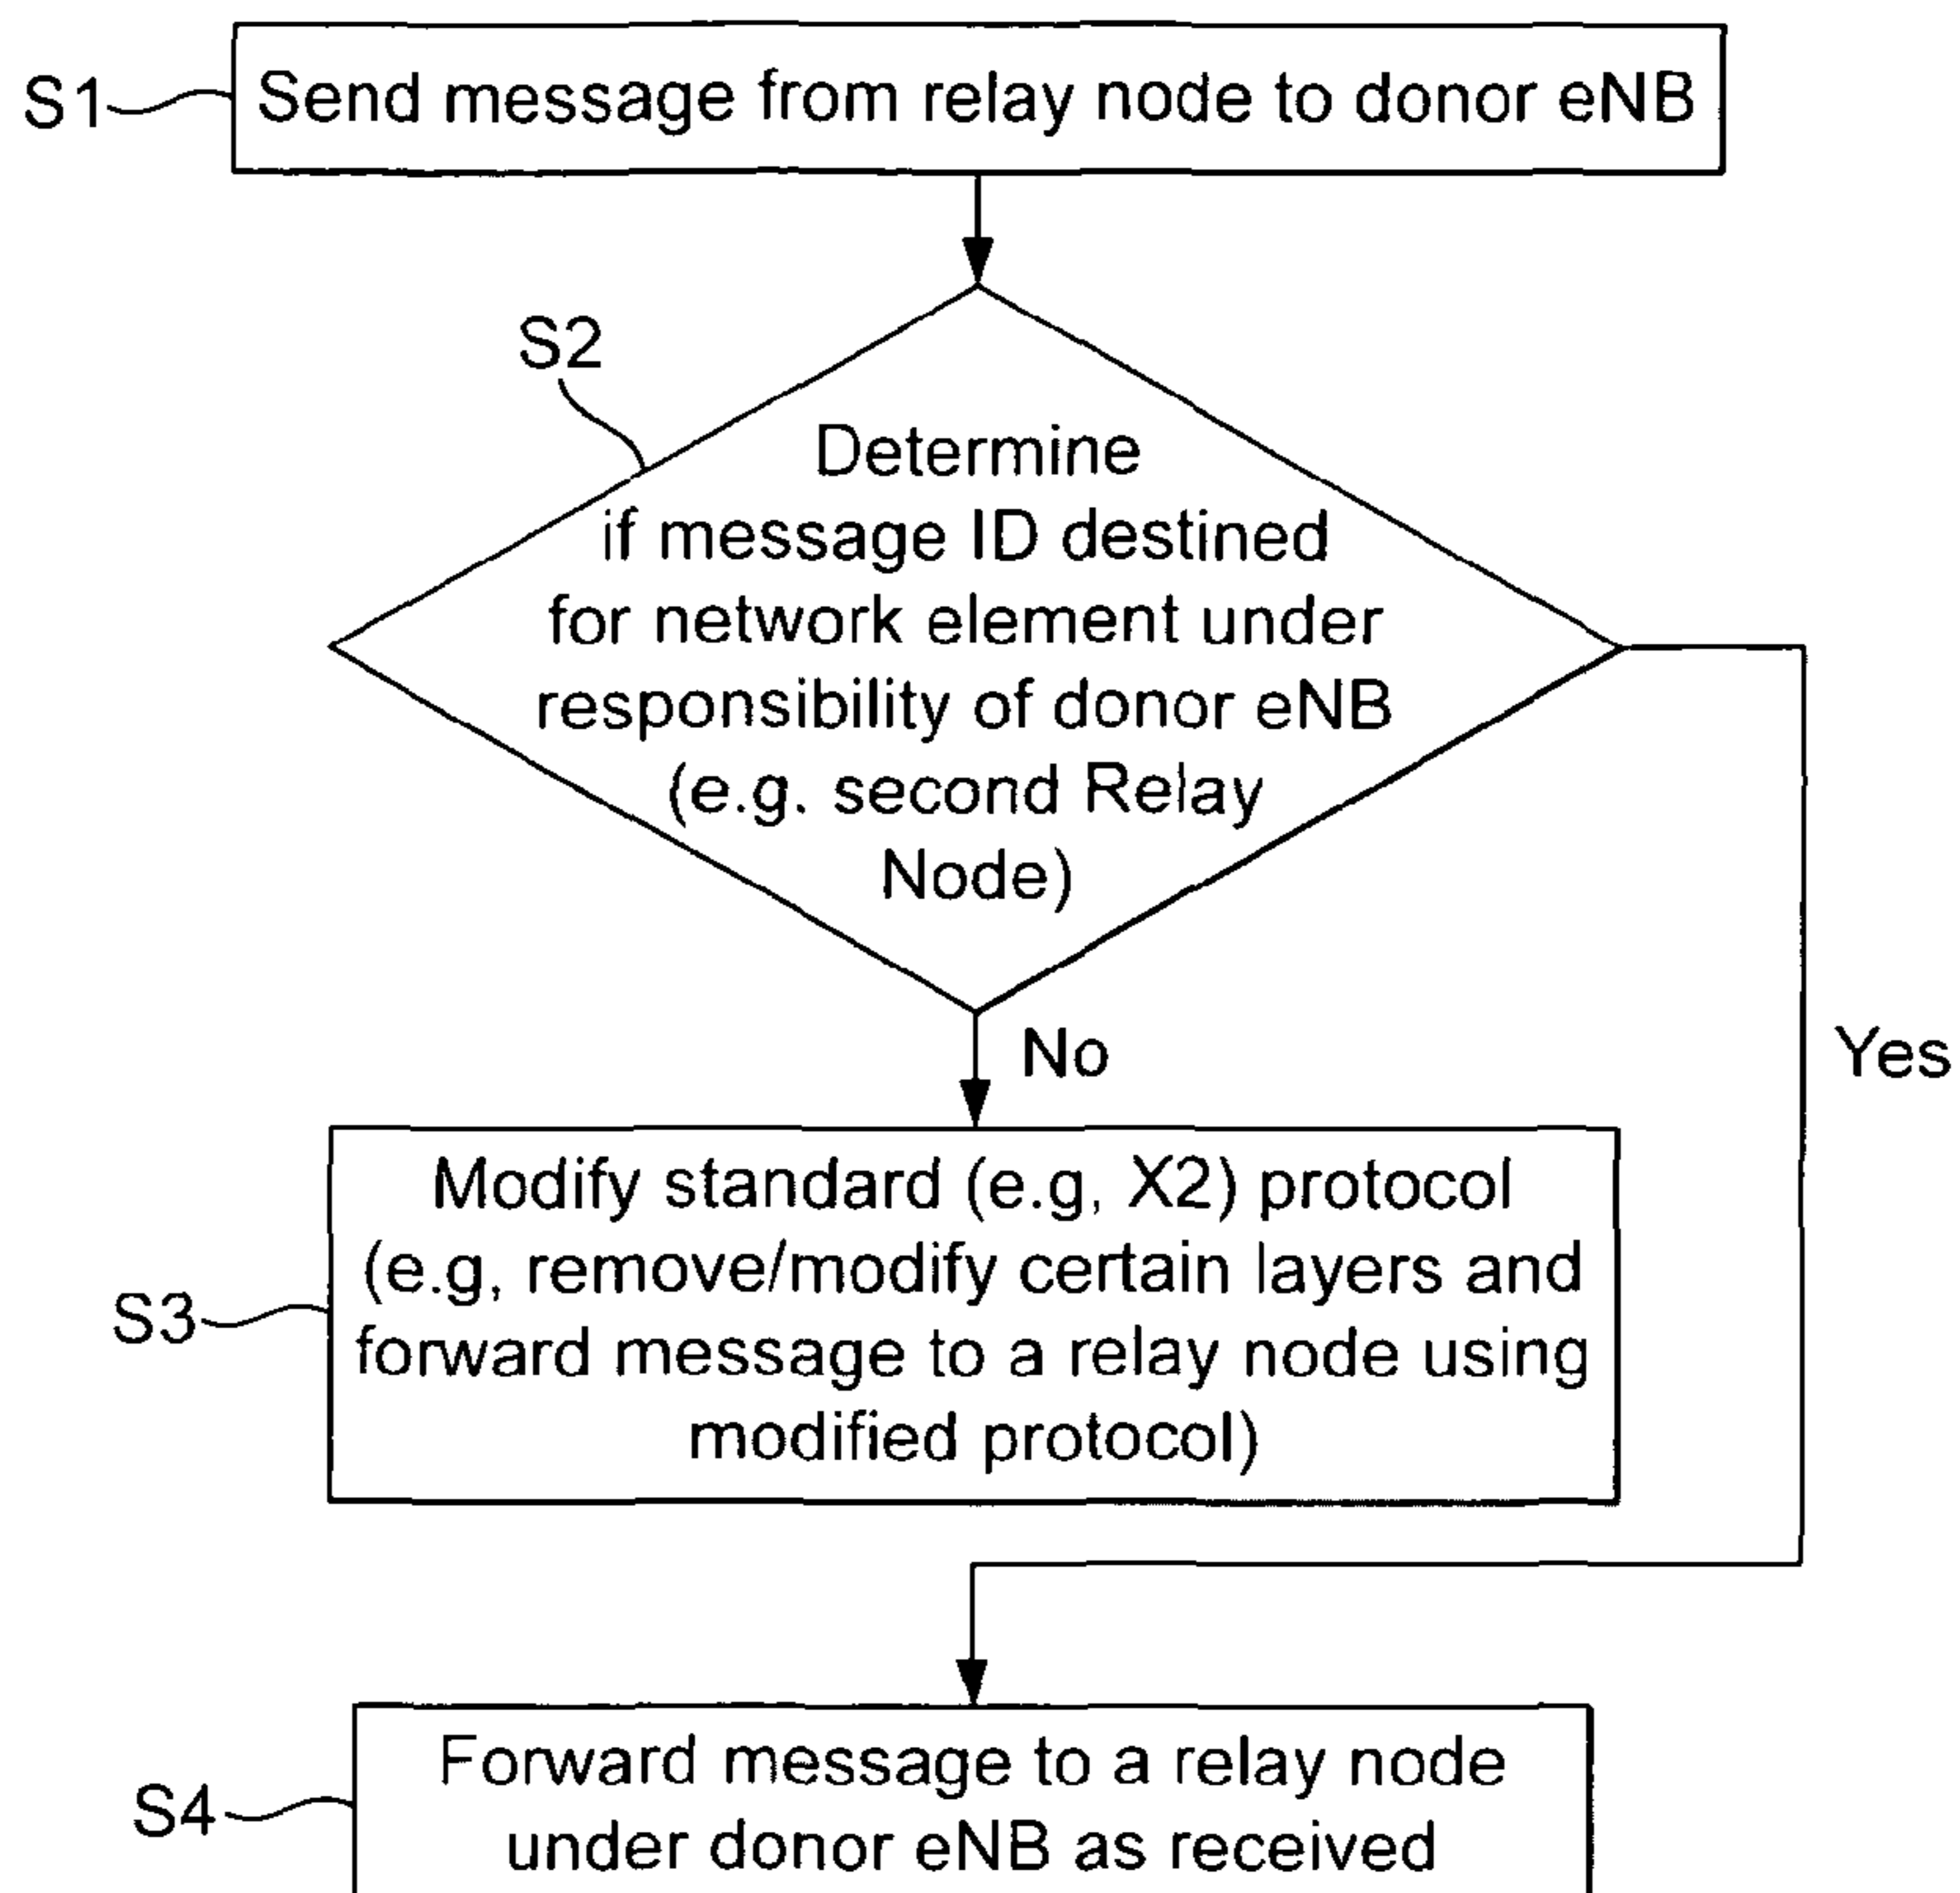 S1
Send message from relay node to donor eNB
S2
Determine
if message ID destined
for network element under
responsibility of donor eNB
(e.g. second Relay
Node)
No
Yes
S3
Modify standard (e.g, X2) protocol
(e.g, remove/modify certain layers and
forward message to a relay node using
modified protocol)
S4
Forward message to a relay node
under donor eNB as received